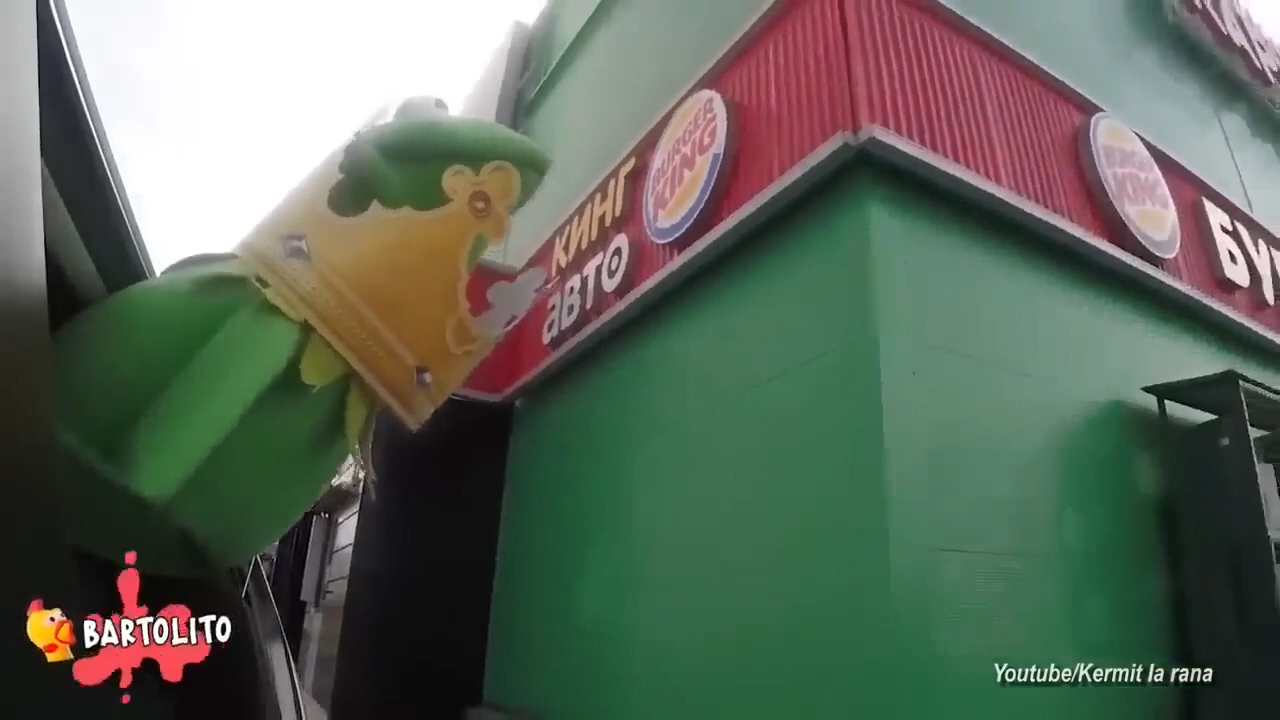 BURGER
KING
КИНГ
авто
BURGER
KING
БУ
BARTOLITO
Youtube/Kermit la rana